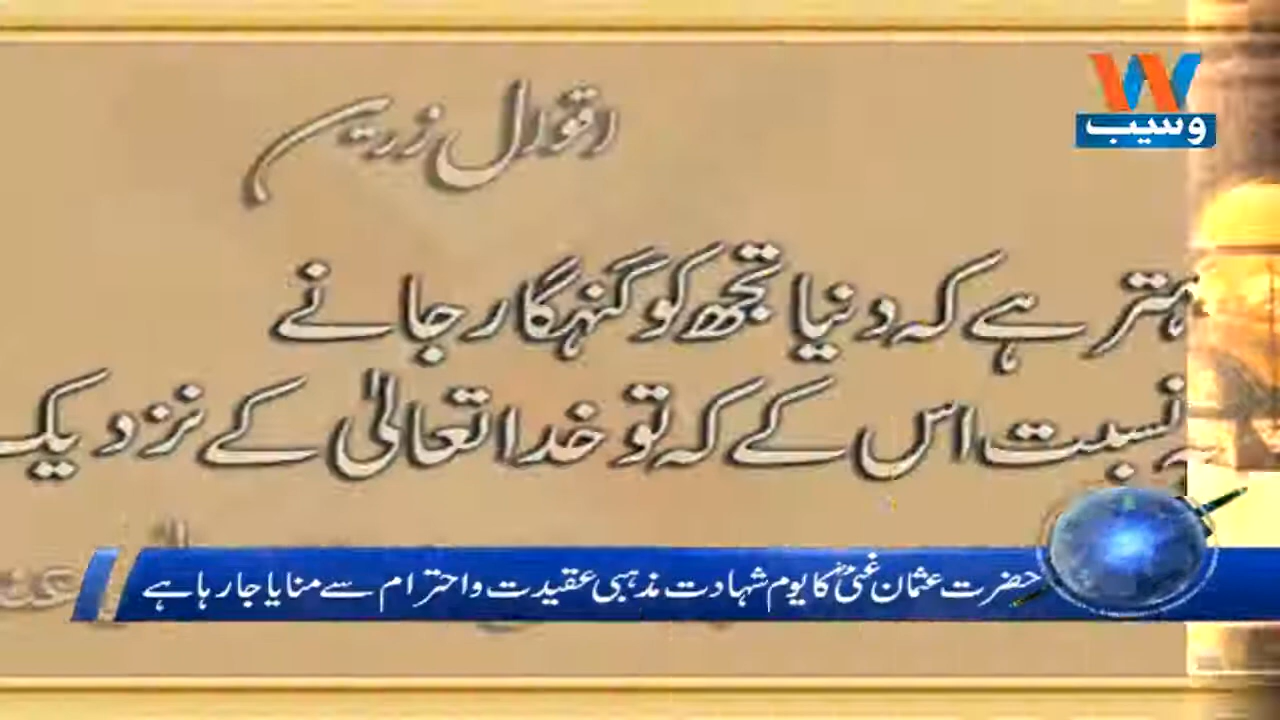 وسیب
اقوال زریں
ہتر ہے کہ دنیا تجھ کو گنہگار جانے
نسبت اس کے کہ تو خدا تعالیٰ کے نزدیک
حضرت عثمان غنیؓ کا یوم شہادت مذہبی عقیدت و احترام سے منایا جا رہا ہے